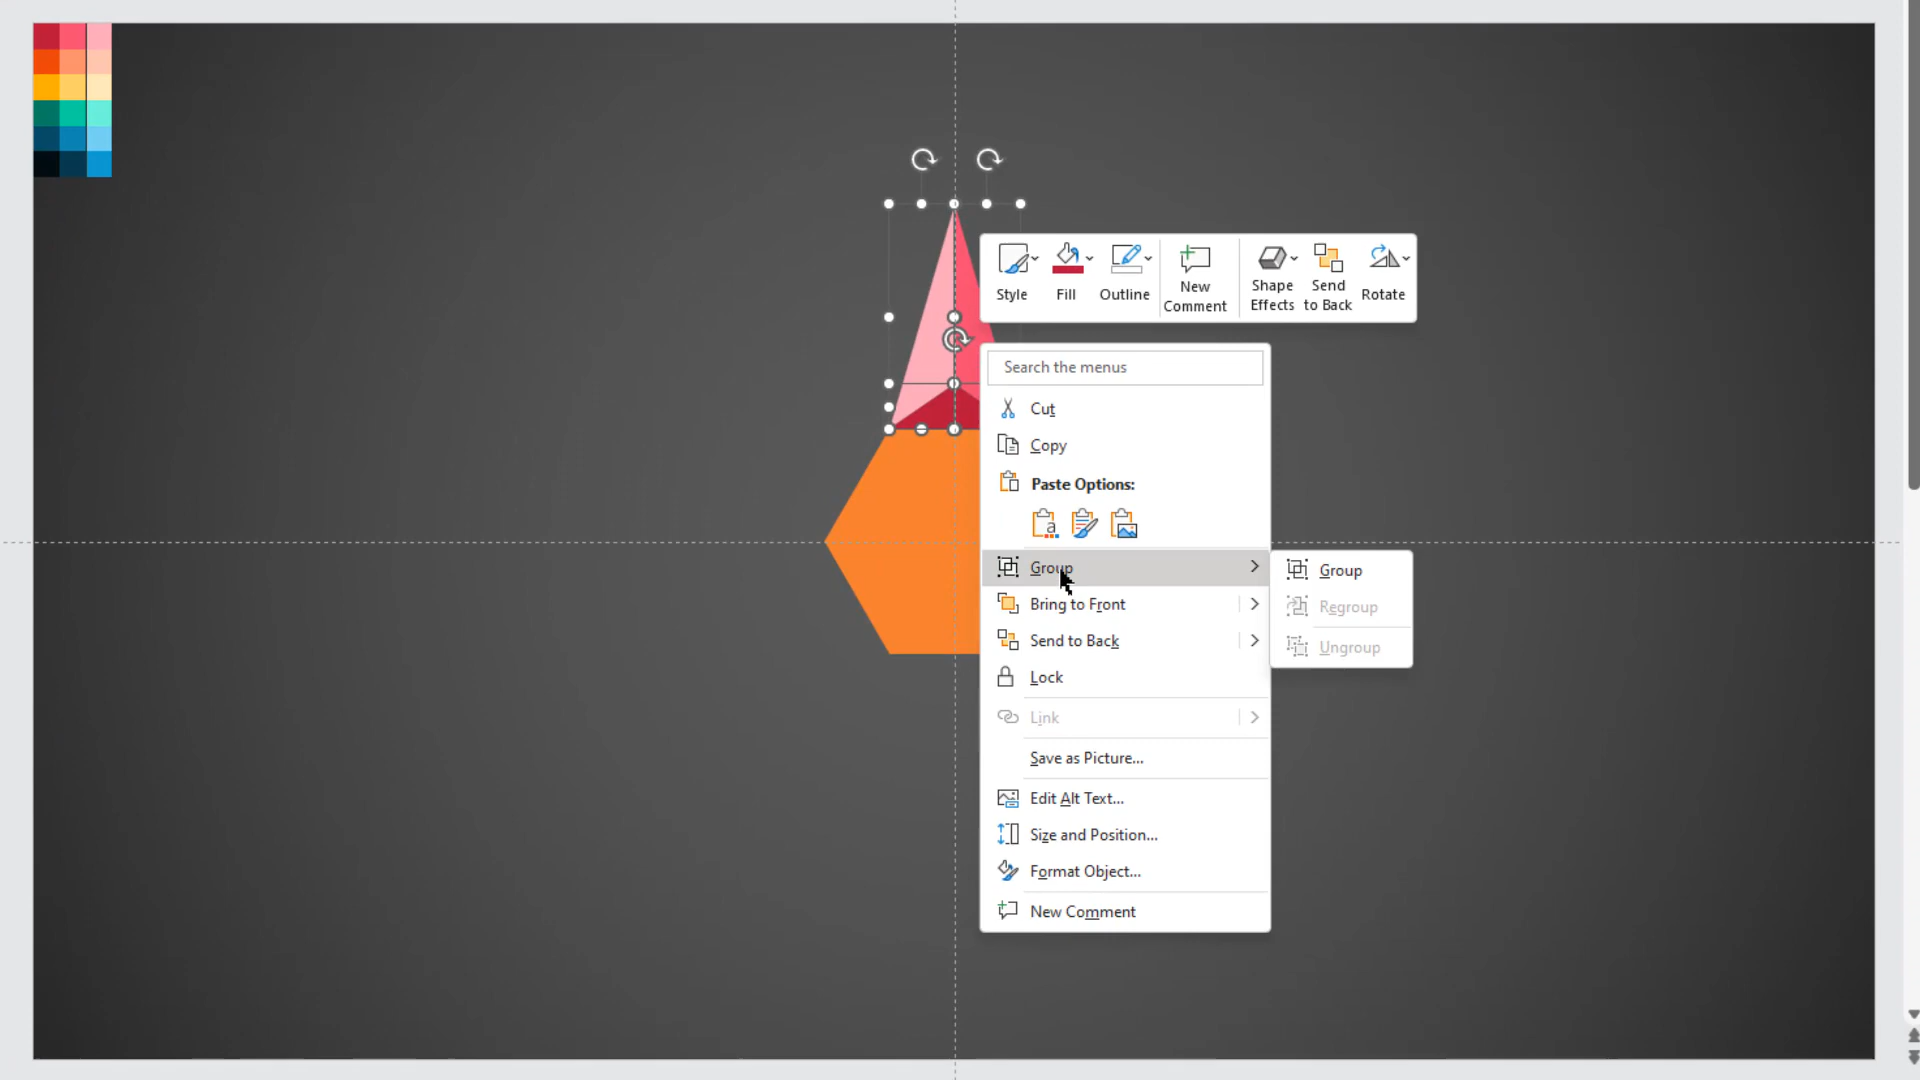 Style
Fill
Outline
New
Comment
Shape
Effects
Send
to Back
Rotate
Search the menus
Cut
Copy
Paste Options:
a
Group
Bring to Front
Send to Back
Lock
Link
Save as Picture...
Edit Alt Text...
Size and Position...
Format Object...
New Comment
Group
Regroup
Ungroup